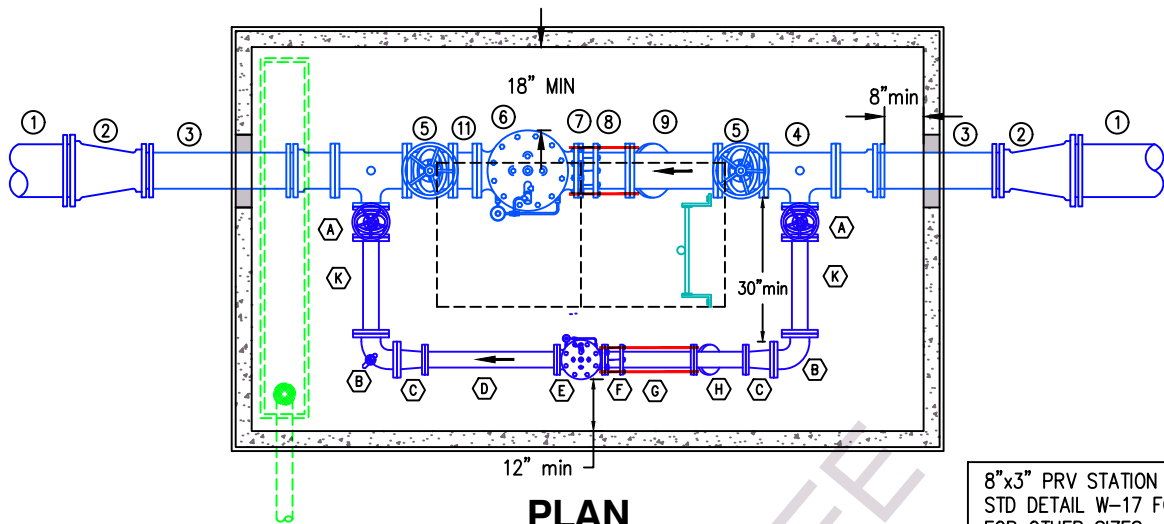 18" MIN
8"min
1
2
3
5
11
6
7
8
9
5
4
3
2
1
A
A
K
K
30"min
B
C
D
E
F
G
H
C
B
12" min
PLAN
8"x3" PRV STATION
STD DETAIL W-17